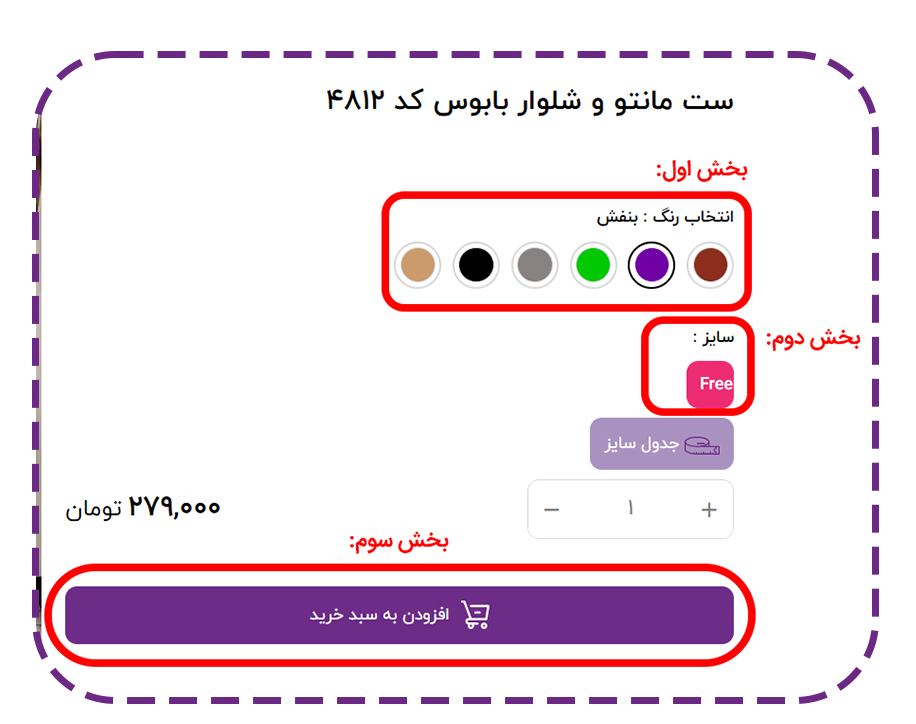 ست مانتو و شلوار بابوس کد ۴۸۱۲
بخش اول:
انتخاب رنگ : بنفش
بخش دوم:
سایز :
Free
جدول سایز
+ ۱ −
۲۷۹,۰۰۰ تومان
بخش سوم:
افزودن به سبد خرید